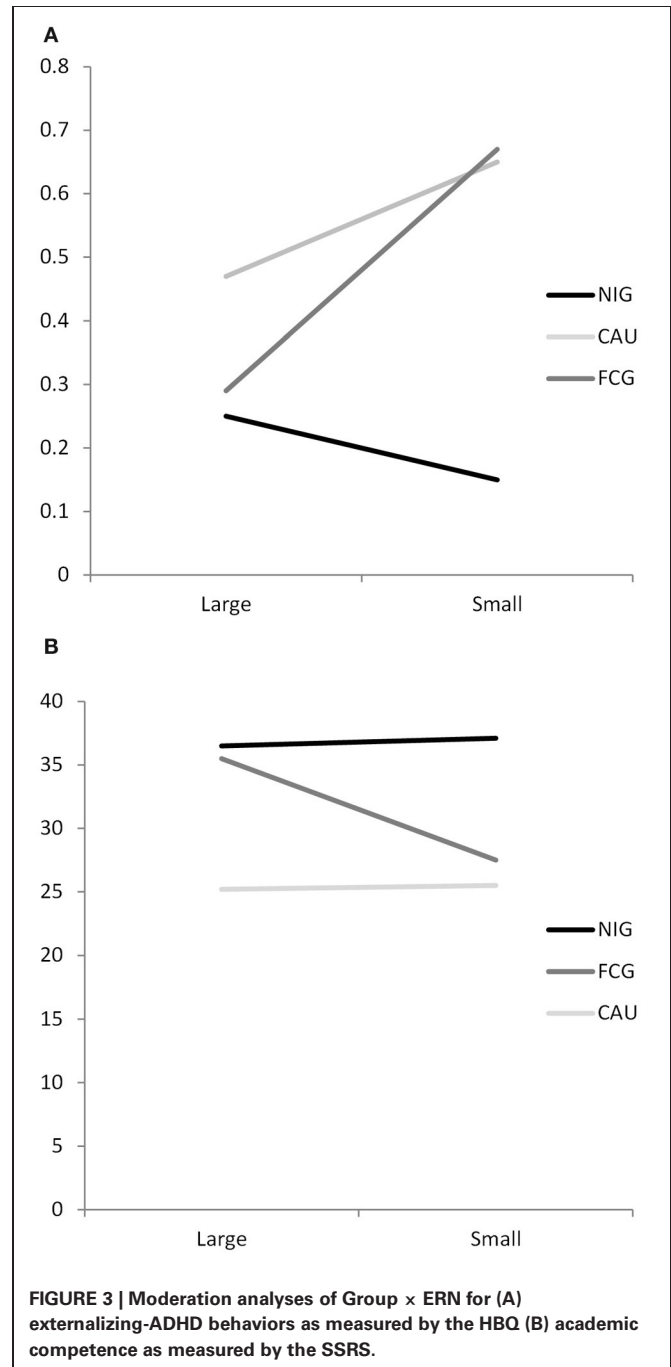 A
0.8
0.7
0.6
0.5
0.4
0.3
0.2
0.1
0
NIG
CAU
FCG
Large Small
B
40
35
30
25
20
15
10
5
0
NIG
FCG
CAU
Large Small
FIGURE 3 | Moderation analyses of Group × ERN for (A)
externalizing-ADHD behaviors as measured by the HBQ (B) academic
competence as measured by the SSRS.